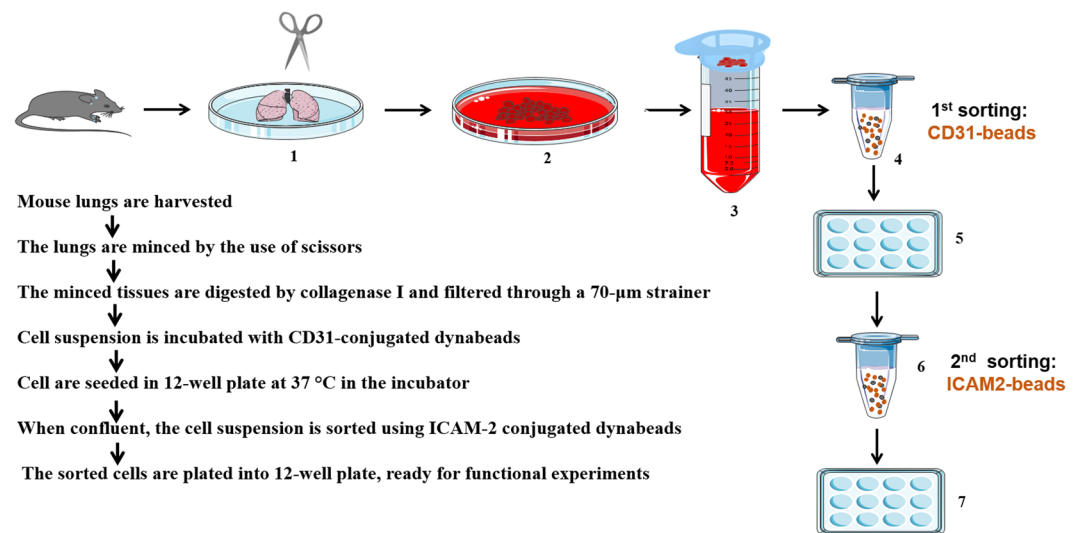 1
2
3
4
1st sorting:
CD31-beads
5
6
2nd sorting:
ICAM2-beads
7
Mouse lungs are harvested
The lungs are minced by the use of scissors
The minced tissues are digested by collagenase I and filtered through a 70-µm strainer
Cell suspension is incubated with CD31-conjugated dynabeads
Cell are seeded in 12-well plate at 37 °C in the incubator
When confluent, the cell suspension is sorted using ICAM-2 conjugated dynabeads
The sorted cells are plated into 12-well plate, ready for functional experiments